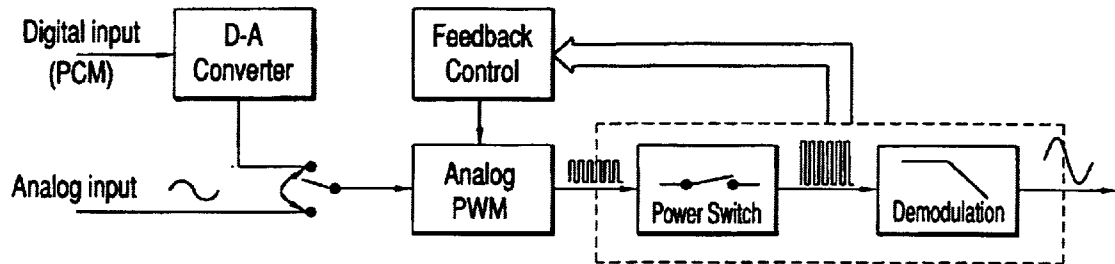 Digital input
(PCM)
D-A
Converter
Feedback
Control
Analog input
Analog
PWM
Power Switch
Demodulation